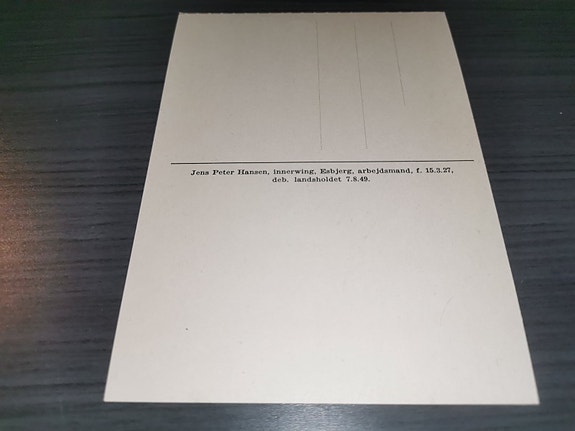 Jens Peter Hansen, innerwing, Esbjerg, arbejdsmand, f. 15.3.27,
deb. landsholdet 7.8.49.